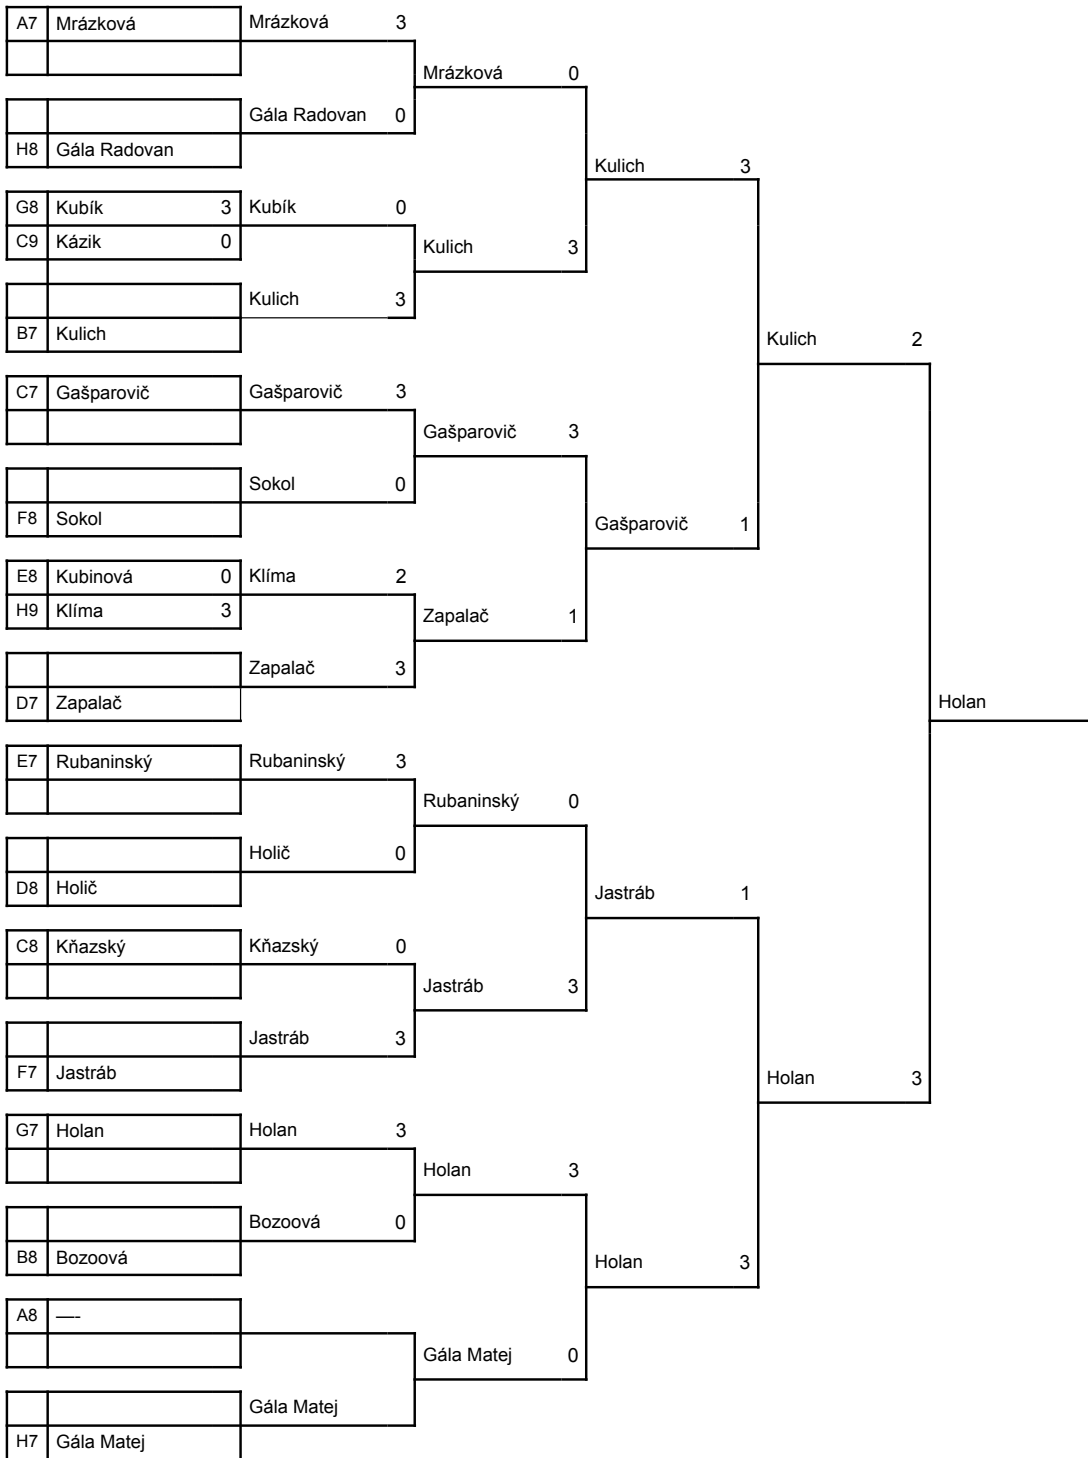 A7 Mrázková Mrázková 3
Mrázková 0
Gála Radovan 0
H8 Gála Radovan
Kulich 3
G8 Kubík 3 Kubík 0
C9 Kázik 0
Kulich 3
Kulich 3
B7 Kulich
Kulich 2
C7 Gašparovič Gašparovič 3
Gašparovič 3
Sokol 0
F8 Sokol
Gašparovič 1
E8 Kubinová 0 Klíma 2
H9 Klíma 3
Zapalač 1
Zapalač 3
D7 Zapalač
Holan
E7 Rubaninský Rubaninský 3
Rubaninský 0
Holič 0
D8 Holič
Jastráb 1
C8 Kňazský Kňazský 0
Jastráb 3
Jastráb 3
F7 Jastráb
Holan 3
G7 Holan Holan 3
Holan 3
Bozoová 0
B8 Bozoová
Holan 3
A8 —-
Gála Matej 0
Gála Matej
H7 Gála Matej